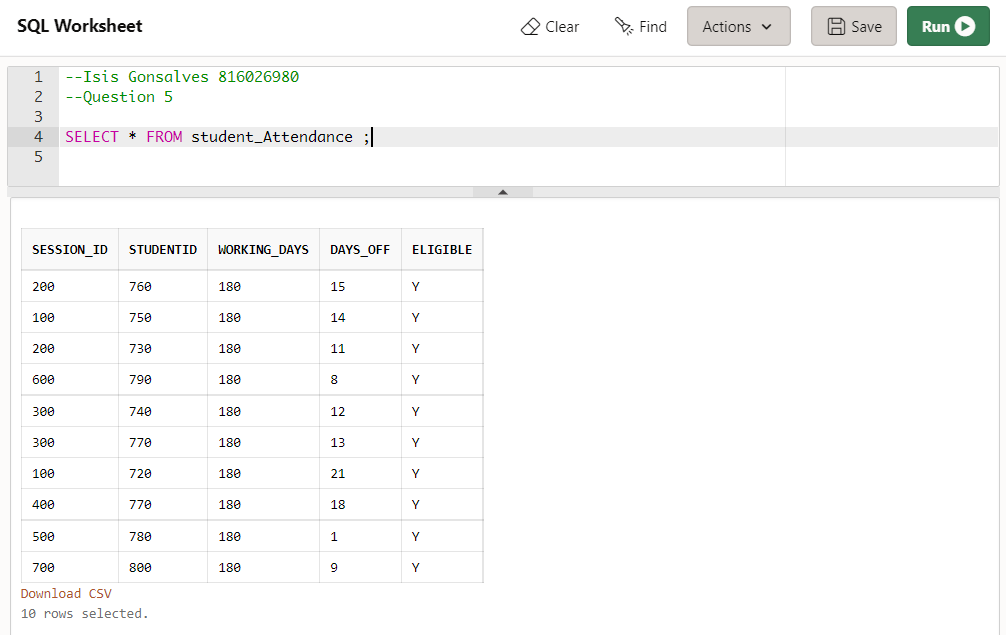 SQL Worksheet Clear Find Actions Save Run
1 --Isis Gonsalves 816026980
2 --Question 5
3
4 SELECT * FROM student_Attendance ;
5
SESSION_ID STUDENTID WORKING_DAYS DAYS_OFF ELIGIBLE
200 760 180 15 Y
100 750 180 14 Y
200 730 180 11 Y
600 790 180 8 Y
300 740 180 12 Y
300 770 180 13 Y
100 720 180 21 Y
400 770 180 18 Y
500 780 180 1 Y
700 800 180 9 Y
Download CSV
10 rows selected.